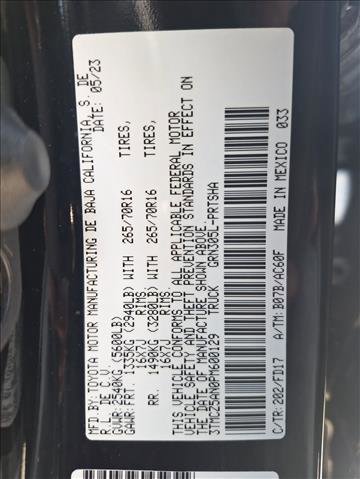 MFD. BY: TOYOTA MOTOR MANUFACTURING DE BAJA CALIFORNIA, S. DE
R. L. DE C.V. DATE: 05/23
GVWR: 2540KG (5600LB)
GAWR: FRT. 1335KG (2940LB) WITH 265/70R16 TIRES,
16X7J RIMS
RR. 1490KG (3280LB) WITH 265/70R16 TIRES,
16X7J RIMS
THIS VEHICLE CONFORMS TO ALL APPLICABLE FEDERAL MOTOR
VEHICLE SAFETY AND THEFT PREVENTION STANDARDS IN EFFECT ON
THE DATE OF MANUFACTURE SHOWN ABOVE.
3TMCZ5AN0PM600129 TRUCK GRN305L-PRTSHA
C/TR: 202/FD17 A/TM: B07B/AC60F MADE IN MEXICO 033